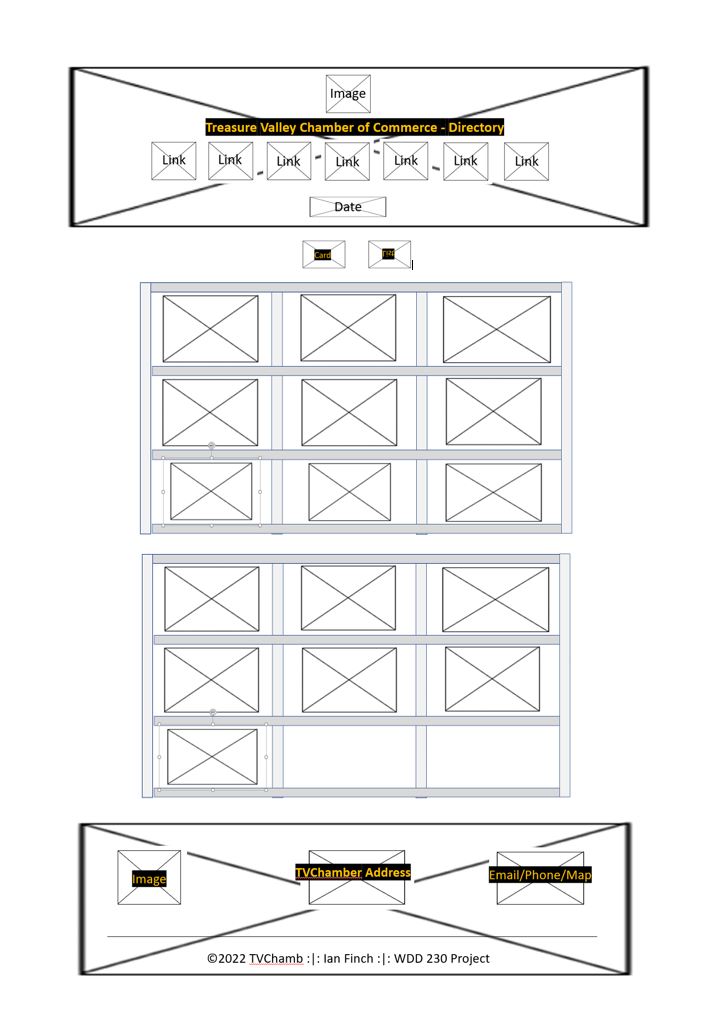 Image
Treasure Valley Chamber of Commerce - Directory
Link Link Link Link Link Link Link
Date
Card
Image
TVChamber Address
Email/Phone/Map
©2022 TVChamb :|: Ian Finch :|: WDD 230 Project